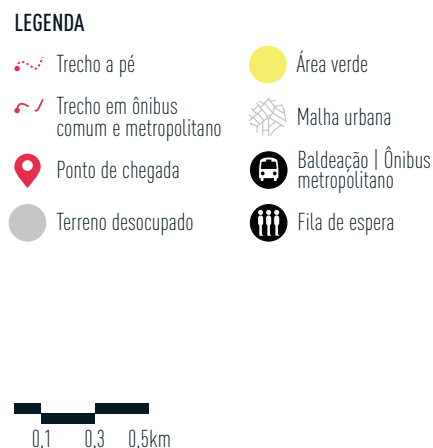 LEGENDA
Trecho a pé
Trecho em ônibus
comum e metropolitano
Ponto de chegada
Terreno desocupado
Área verde
Malha urbana
Baldeação | Ônibus
metropolitano
Fila de espera
0,1 0,3 0,5km